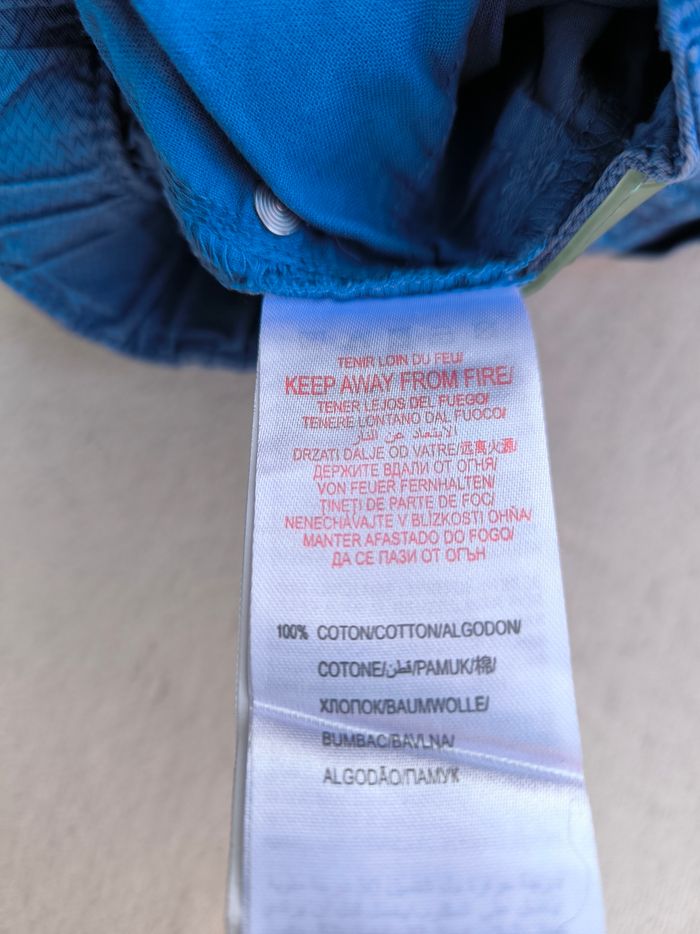 TENIR LOIN DU FEU/
KEEP AWAY FROM FIRE/
TENER LEJOS DEL FUEGO/
TENERE LONTANO DAL FUOCO/
الابتعاد عن النار
DRZATI DALJE OD VATRE/远离火源/
ДЕРЖИТЕ ВДАЛИ ОТ ОГНЯ/
VON FEUER FERNHALTEN/
ȚINEȚI DE PARTE DE FOC/
NENECHÁVAJTE V BLÍZKOSTI OHŇA/
MANTER AFASTADO DO FOGO/
ДА СЕ ПАЗИ ОТ ОГЪН
100% COTON/COTTON/ALGODON/
COTONE/قطن/PAMUK/棉/
ХЛОПОК/BAUMWOLLE/
BUMBAC/BAVLNA/
ALGODÃO/ПАМУК